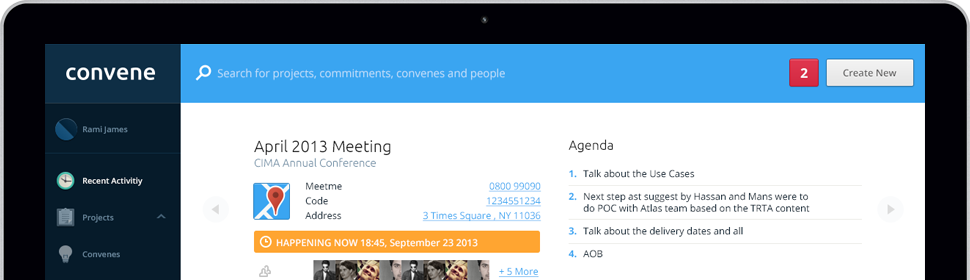 convene
Search for projects, commitments, convenes and people
2
Create New
Rami James
Recent Activitiy
Projects
Convenes
April 2013 Meeting
CIMA Annual Conference
Meetme 0800 99090
Code 1234551234
Address 3 Times Square , NY 11036
HAPPENING NOW 18:45, September 23 2013
+ 5 More
Agenda
1. Talk about the Use Cases
2. Next step ast suggest by Hassan and Mans were to
do POC with Atlas team based on the TRTA content
3. Talk about the delivery dates and all
4. AOB